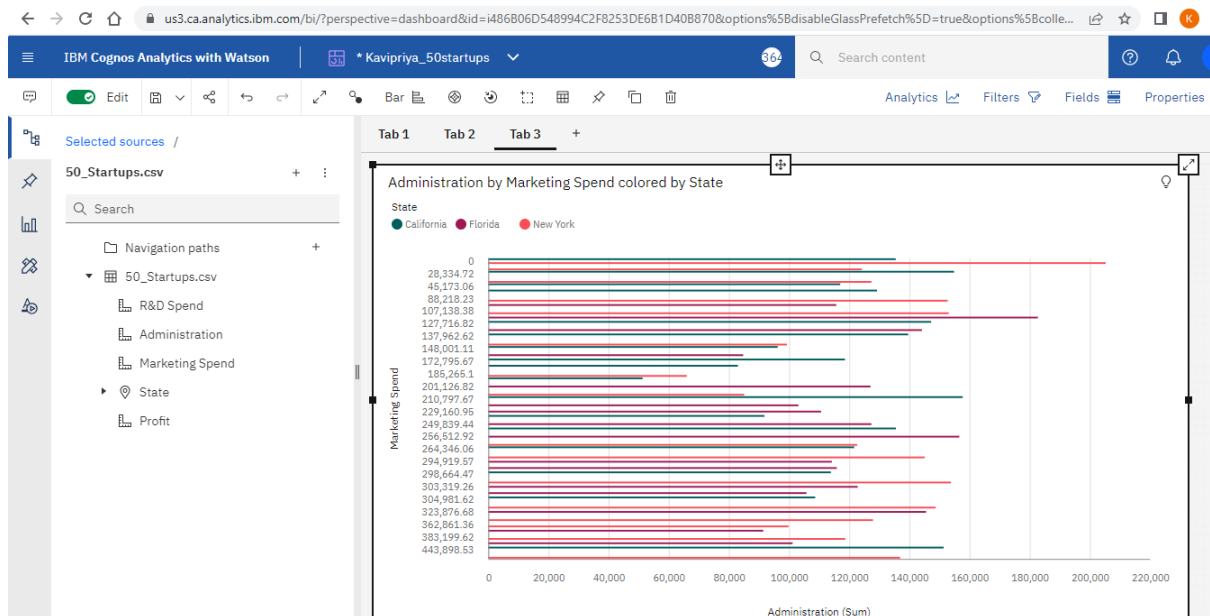 us3.ca.analytics.ibm.com/bi/?perspective=dashboard&id=i486B06D548994C2F8253DE6B1D40B870&options%5BdisableGlassPrefetch%5D=true&options%5Bcolle...
K
IBM Cognos Analytics with Watson
* Kavipriya_50startups
364
Search content
Edit
Bar
Analytics
Filters
Fields
Properties
Selected sources /
50_Startups.csv
Search
Navigation paths
50_Startups.csv
R&D Spend
Administration
Marketing Spend
State
Profit
Tab 1 Tab 2 Tab 3 +
Administration by Marketing Spend colored by State
State
California Florida New York
Marketing Spend
0
28,334.72
45,173.06
88,218.23
107,138.38
127,716.82
137,962.62
148,001.11
172,795.67
185,265.1
201,126.82
210,797.67
229,160.95
249,839.44
256,512.92
264,346.06
294,919.57
298,664.47
303,319.26
304,981.62
323,876.68
362,861.36
383,199.62
443,898.53
0 20,000 40,000 60,000 80,000 100,000 120,000 140,000 160,000 180,000 200,000 220,000
Administration (Sum)